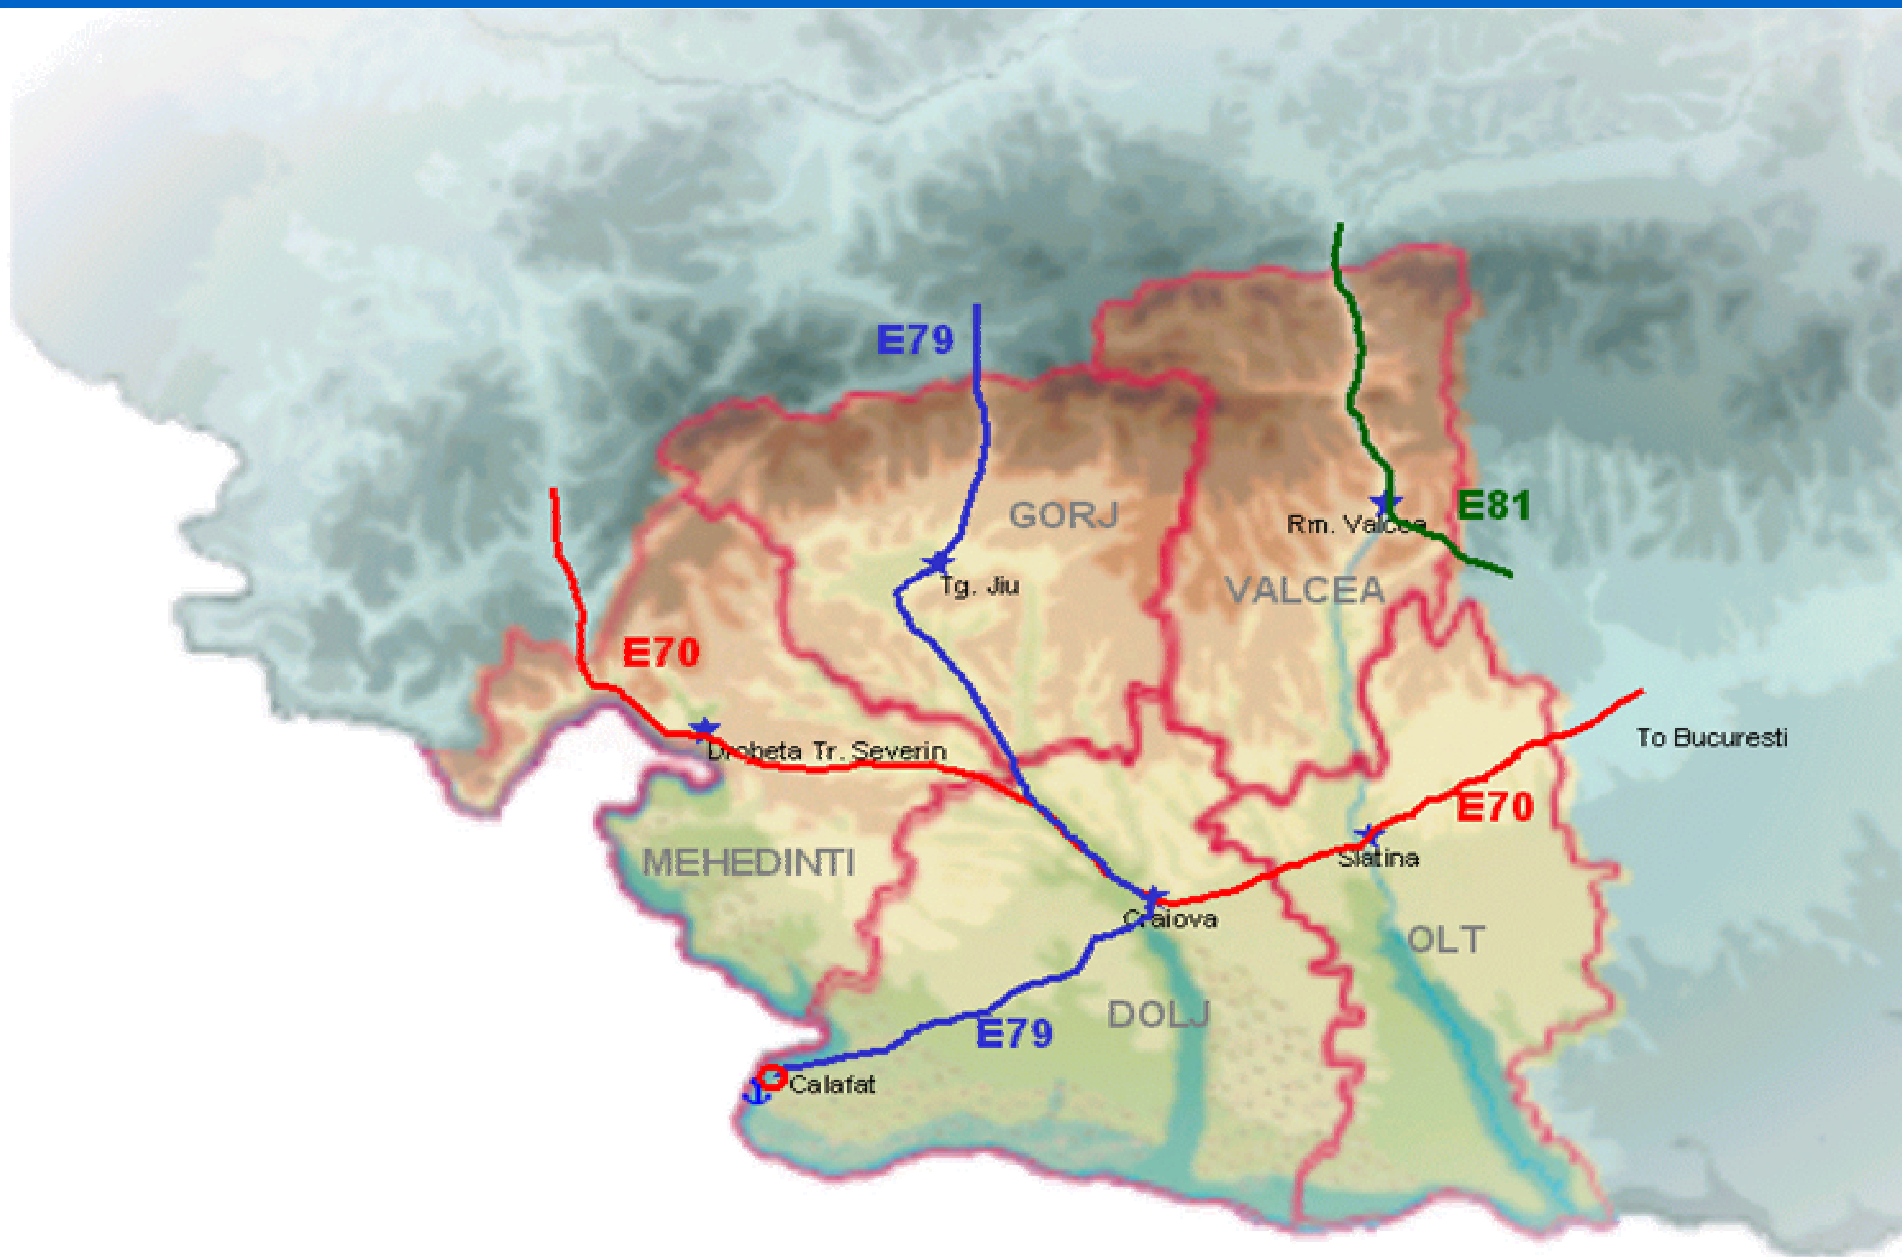 E79
E81
GORJ
Rm. Valcea
Tg. Jiu
VALCEA
E70
To Bucuresti
Drobeta Tr. Severin
E70
MEHEDINTI
Slatina
Craiova
OLT
DOLJ
E79
Calafat